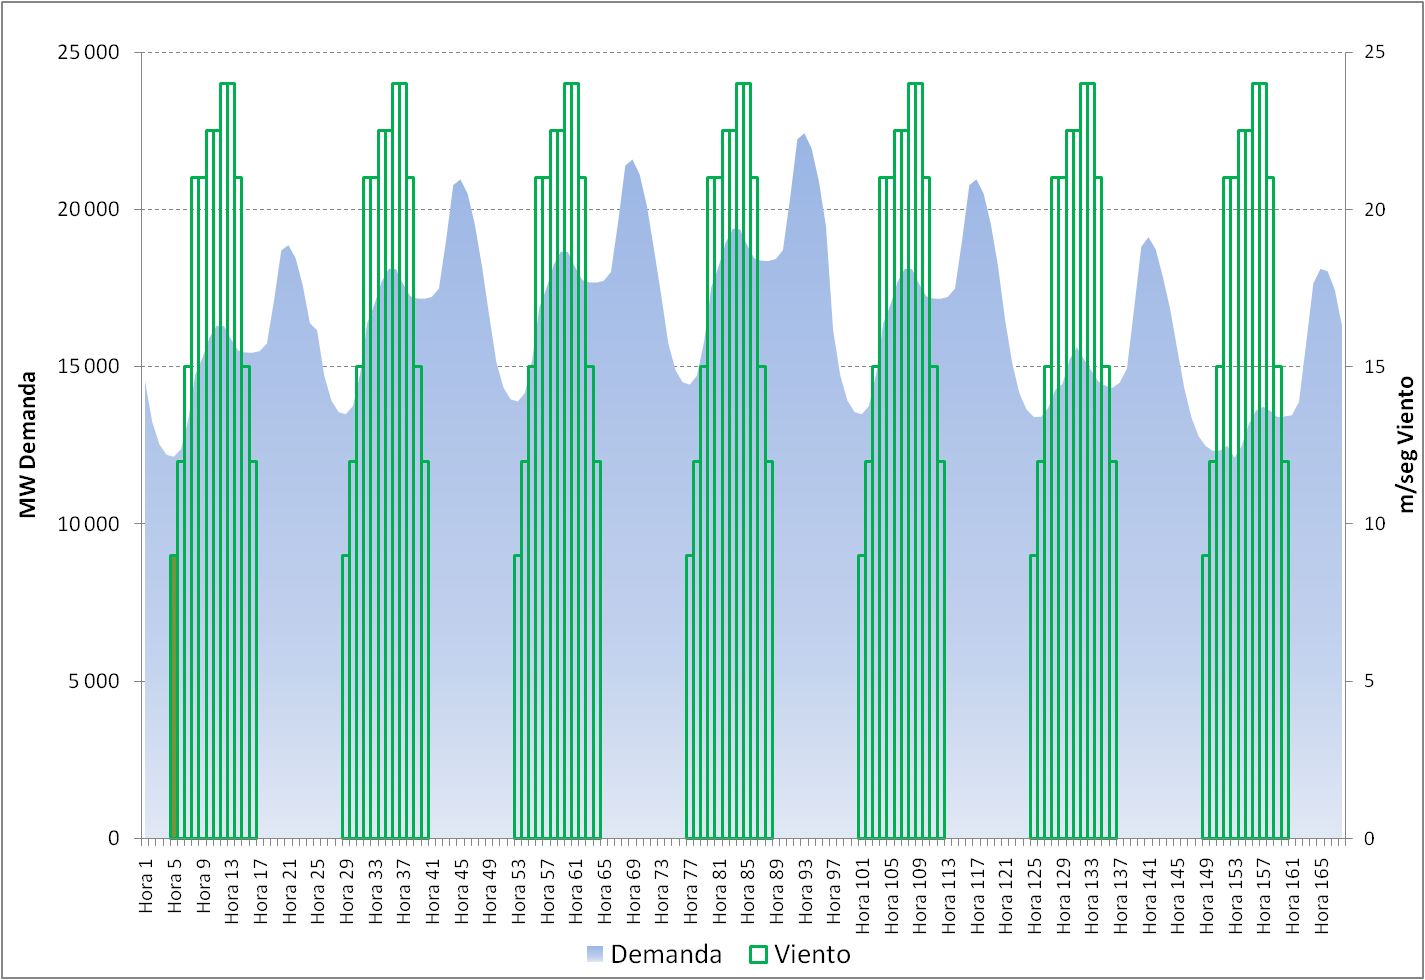 25 000
20 000
15 000
10 000
5 000
0
MW Demanda
25
20
15
10
5
0
m/seg Viento
Hora 1
Hora 5
Hora 9
Hora 13
Hora 17
Hora 21
Hora 25
Hora 29
Hora 33
Hora 37
Hora 41
Hora 45
Hora 49
Hora 53
Hora 57
Hora 61
Hora 65
Hora 69
Hora 73
Hora 77
Hora 81
Hora 85
Hora 89
Hora 93
Hora 97
Hora 101
Hora 105
Hora 109
Hora 113
Hora 117
Hora 121
Hora 125
Hora 129
Hora 133
Hora 137
Hora 141
Hora 145
Hora 149
Hora 153
Hora 157
Hora 161
Hora 165
Demanda Viento